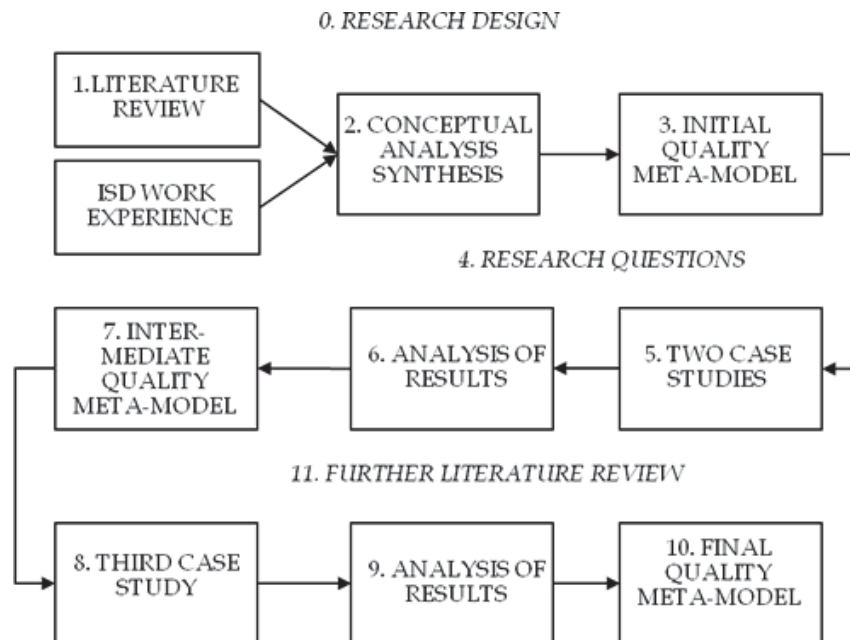 0. RESEARCH DESIGN
1.LITERATURE
REVIEW
ISD WORK
EXPERIENCE
2. CONCEPTUAL
ANALYSIS
SYNTHESIS
3. INITIAL
QUALITY
META-MODEL
4. RESEARCH QUESTIONS
7. INTER-
MEDIATE
QUALITY
META-MODEL
6. ANALYSIS OF
RESULTS
5. TWO CASE
STUDIES
11. FURTHER LITERATURE REVIEW
8. THIRD CASE
STUDY
9. ANALYSIS OF
RESULTS
10. FINAL
QUALITY
META-MODEL